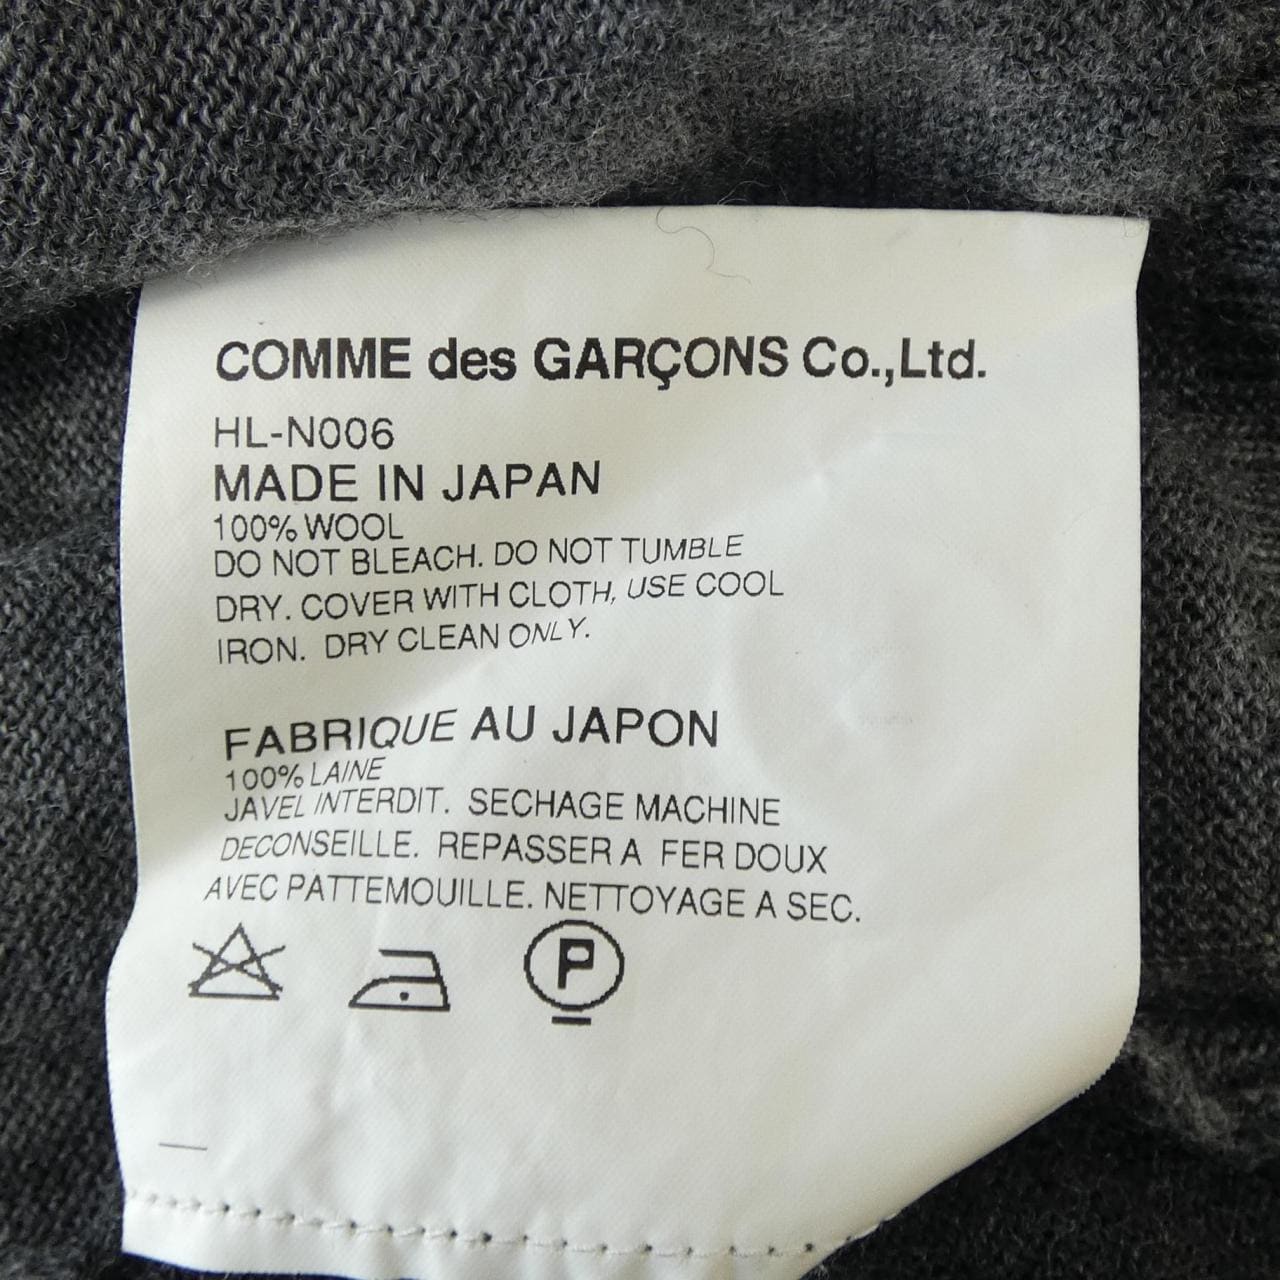 COMME des GARÇONS Co.,Ltd.
HL-N006
MADE IN JAPAN
100% WOOL
DO NOT BLEACH. DO NOT TUMBLE
DRY. COVER WITH CLOTH, USE COOL
IRON. DRY CLEAN ONLY.
FABRIQUE AU JAPON
100% LAINE
JAVEL INTERDIT. SECHAGE MACHINE
DECONSEILLE. REPASSER A FER DOUX
AVEC PATTEMOUILLE. NETTOYAGE A SEC.
P